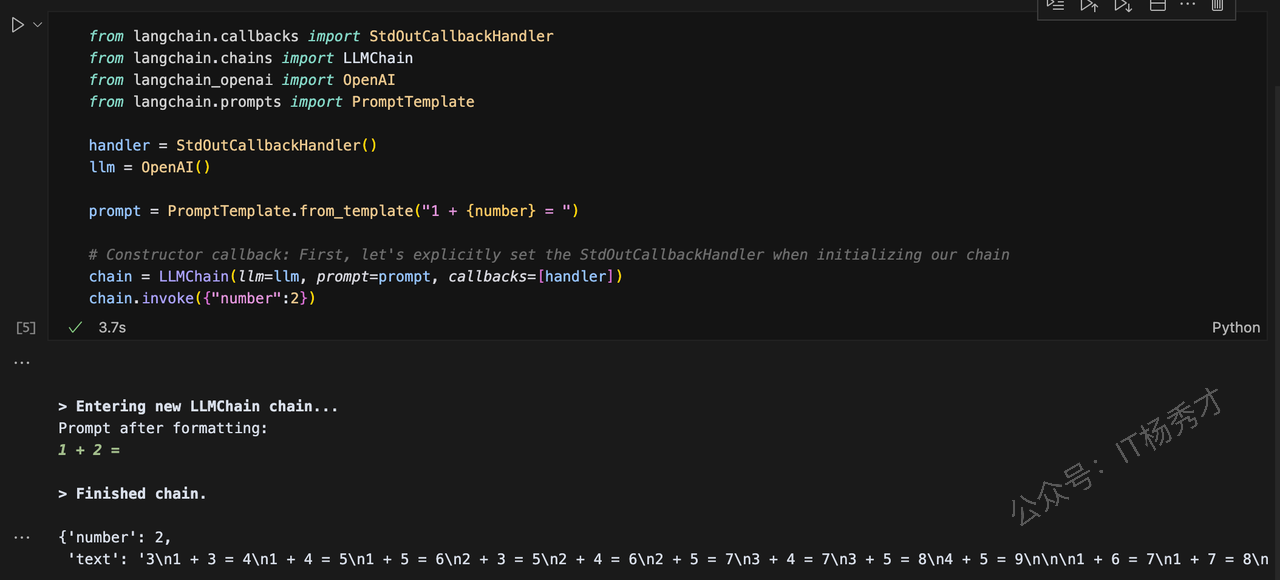 from langchain.callbacks import StdOutCallbackHandler
from langchain.chains import LLMChain
from langchain_openai import OpenAI
from langchain.prompts import PromptTemplate
handler = StdOutCallbackHandler()
llm = OpenAI()
prompt = PromptTemplate.from_template("1 + {number} = ")
# Constructor callback: First, let's explicitly set the StdOutCallbackHandler when initializing our chain
chain = LLMChain(llm=llm, prompt=prompt, callbacks=[handler])
chain.invoke({"number":2})
[5]
3.7s
Python
...
> Entering new LLMChain chain...
Prompt after formatting:
1 + 2 =
> Finished chain.
...
{'number': 2,
'text': '3\n1 + 3 = 4\n1 + 4 = 5\n1 + 5 = 6\n2 + 3 = 5\n2 + 4 = 6\n2 + 5 = 7\n3 + 4 = 7\n3 + 5 = 8\n4 + 5 = 9\n\n\n1 + 6 = 7\n1 + 7 = 8\n
公众号：IT杨秀才